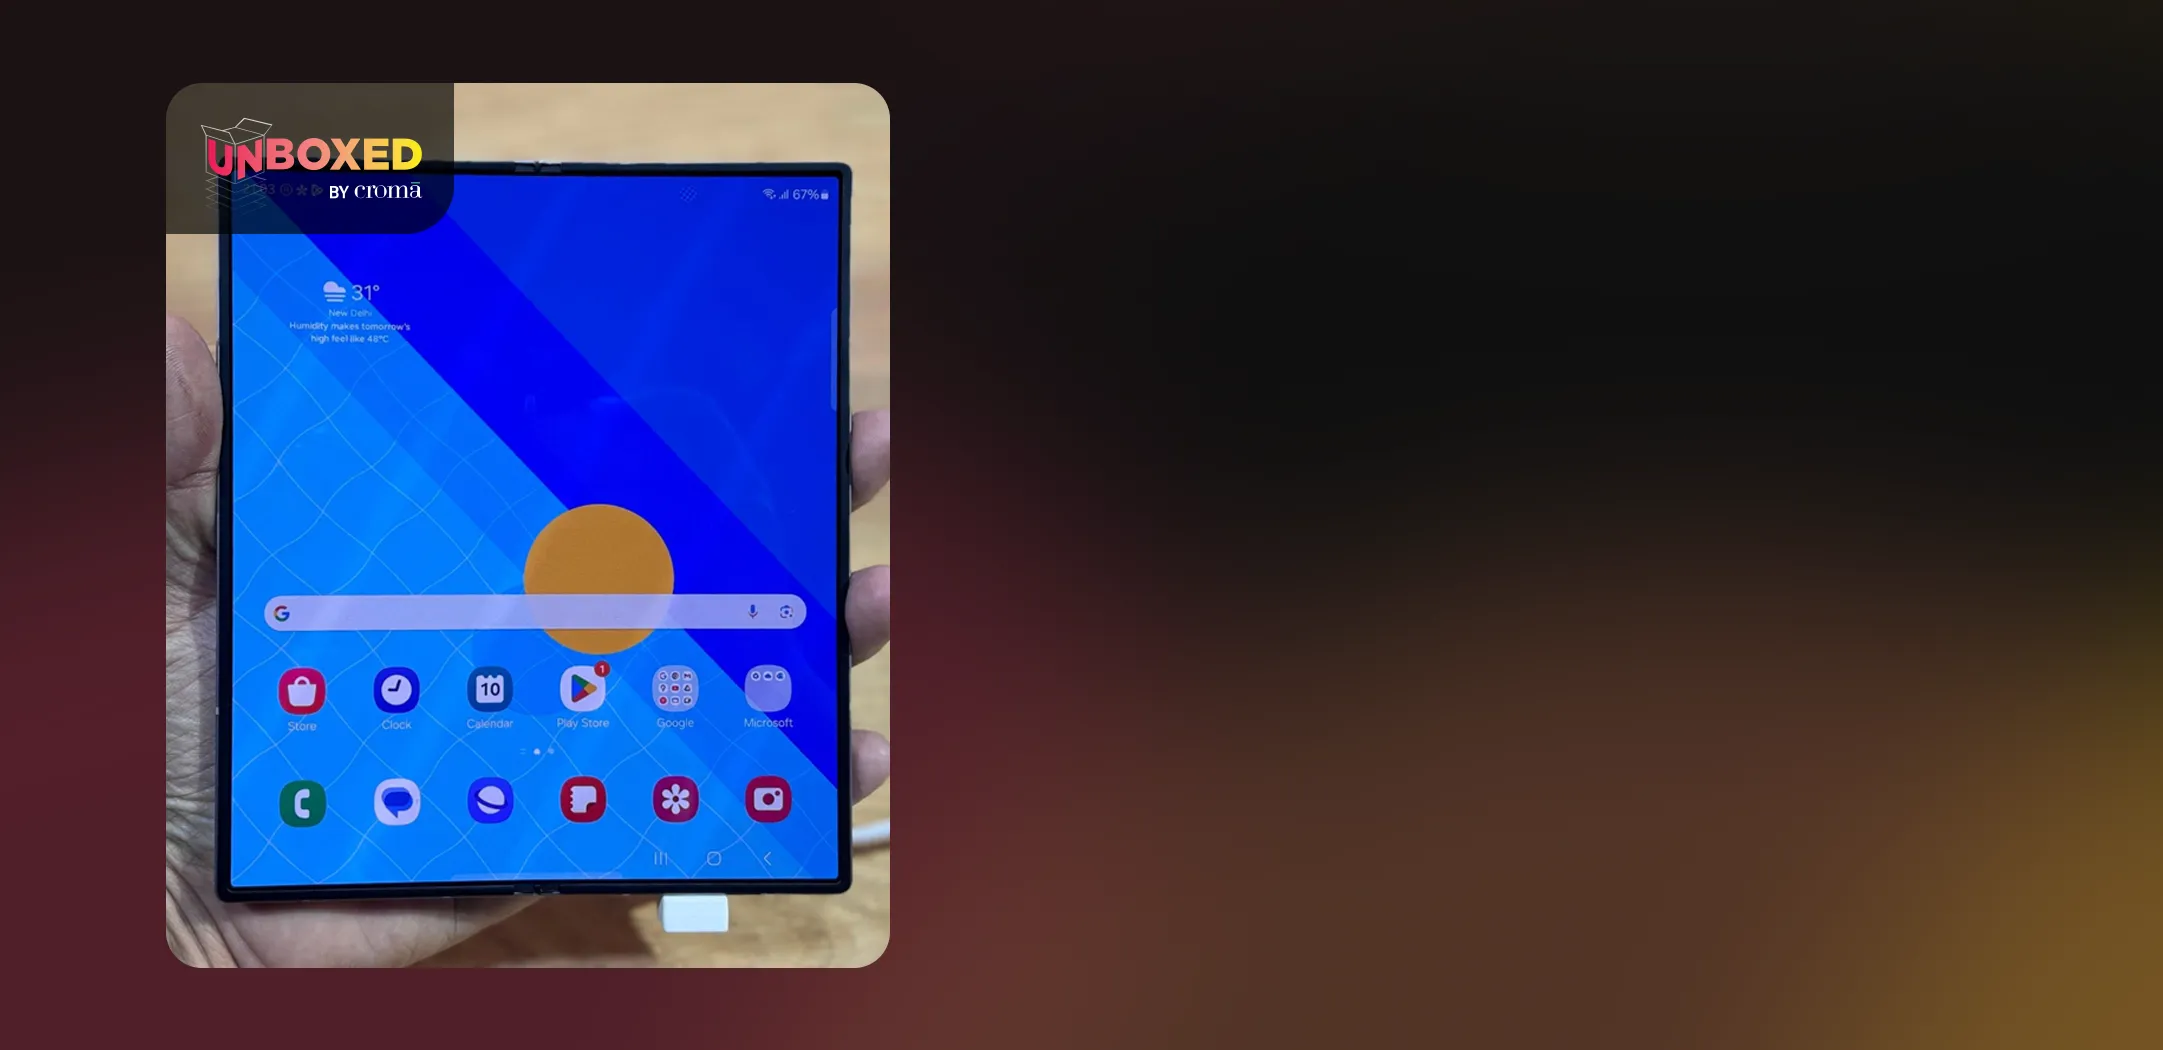 UNBOXED
BY cromā
67%
31°
New Delhi
Humidity makes tomorrow's
high feel like 48°C
10
1
Store
Clock
Calendar
Play Store
Google
Microsoft